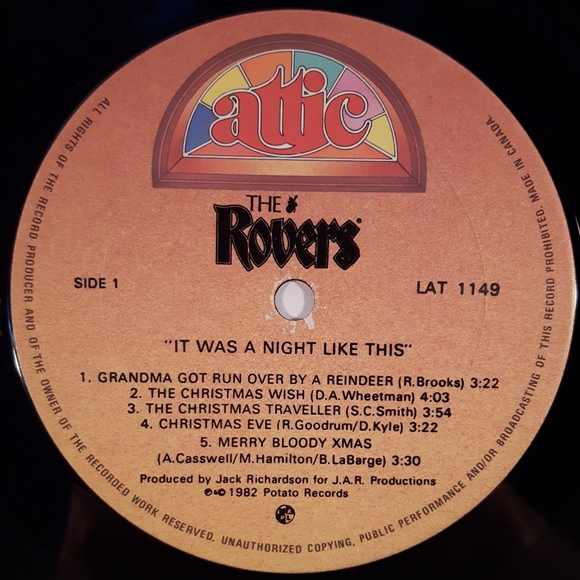 attic
THE
Rovers
SIDE 1
LAT 1149
"IT WAS A NIGHT LIKE THIS"
1. GRANDMA GOT RUN OVER BY A REINDEER (R.Brooks) 3:22
2. THE CHRISTMAS WISH (D.A.Wheetman) 4:03
3. THE CHRISTMAS TRAVELLER (S.C.Smith) 3:54
4. CHRISTMAS EVE (R.Goodrum/D.Kyle) 3:22
5. MERRY BLOODY XMAS
(A.Casswell/M.Hamilton/B.LaBarge) 3:30
Produced by Jack Richardson for J.A.R. Productions
℗© 1982 Potato Records
ALL RIGHTS OF THE RECORD PRODUCER AND OF THE OWNER OF THE RECORDED WORK RESERVED. UNAUTHORIZED COPYING, PUBLIC PERFORMANCE AND/OR BROADCASTING OF THIS RECORD PROHIBITED. MADE IN CANADA.